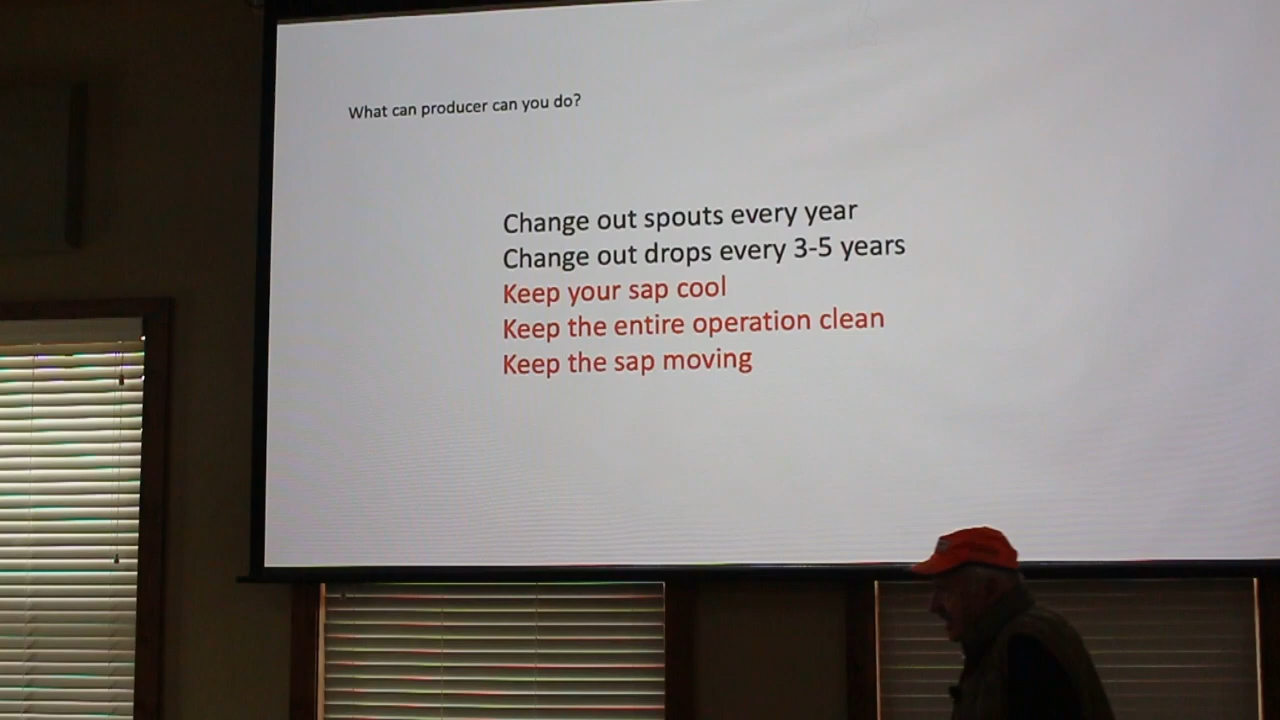 What can producer can you do?
Change out spouts every year
Change out drops every 3-5 years
Keep your sap cool
Keep the entire operation clean
Keep the sap moving